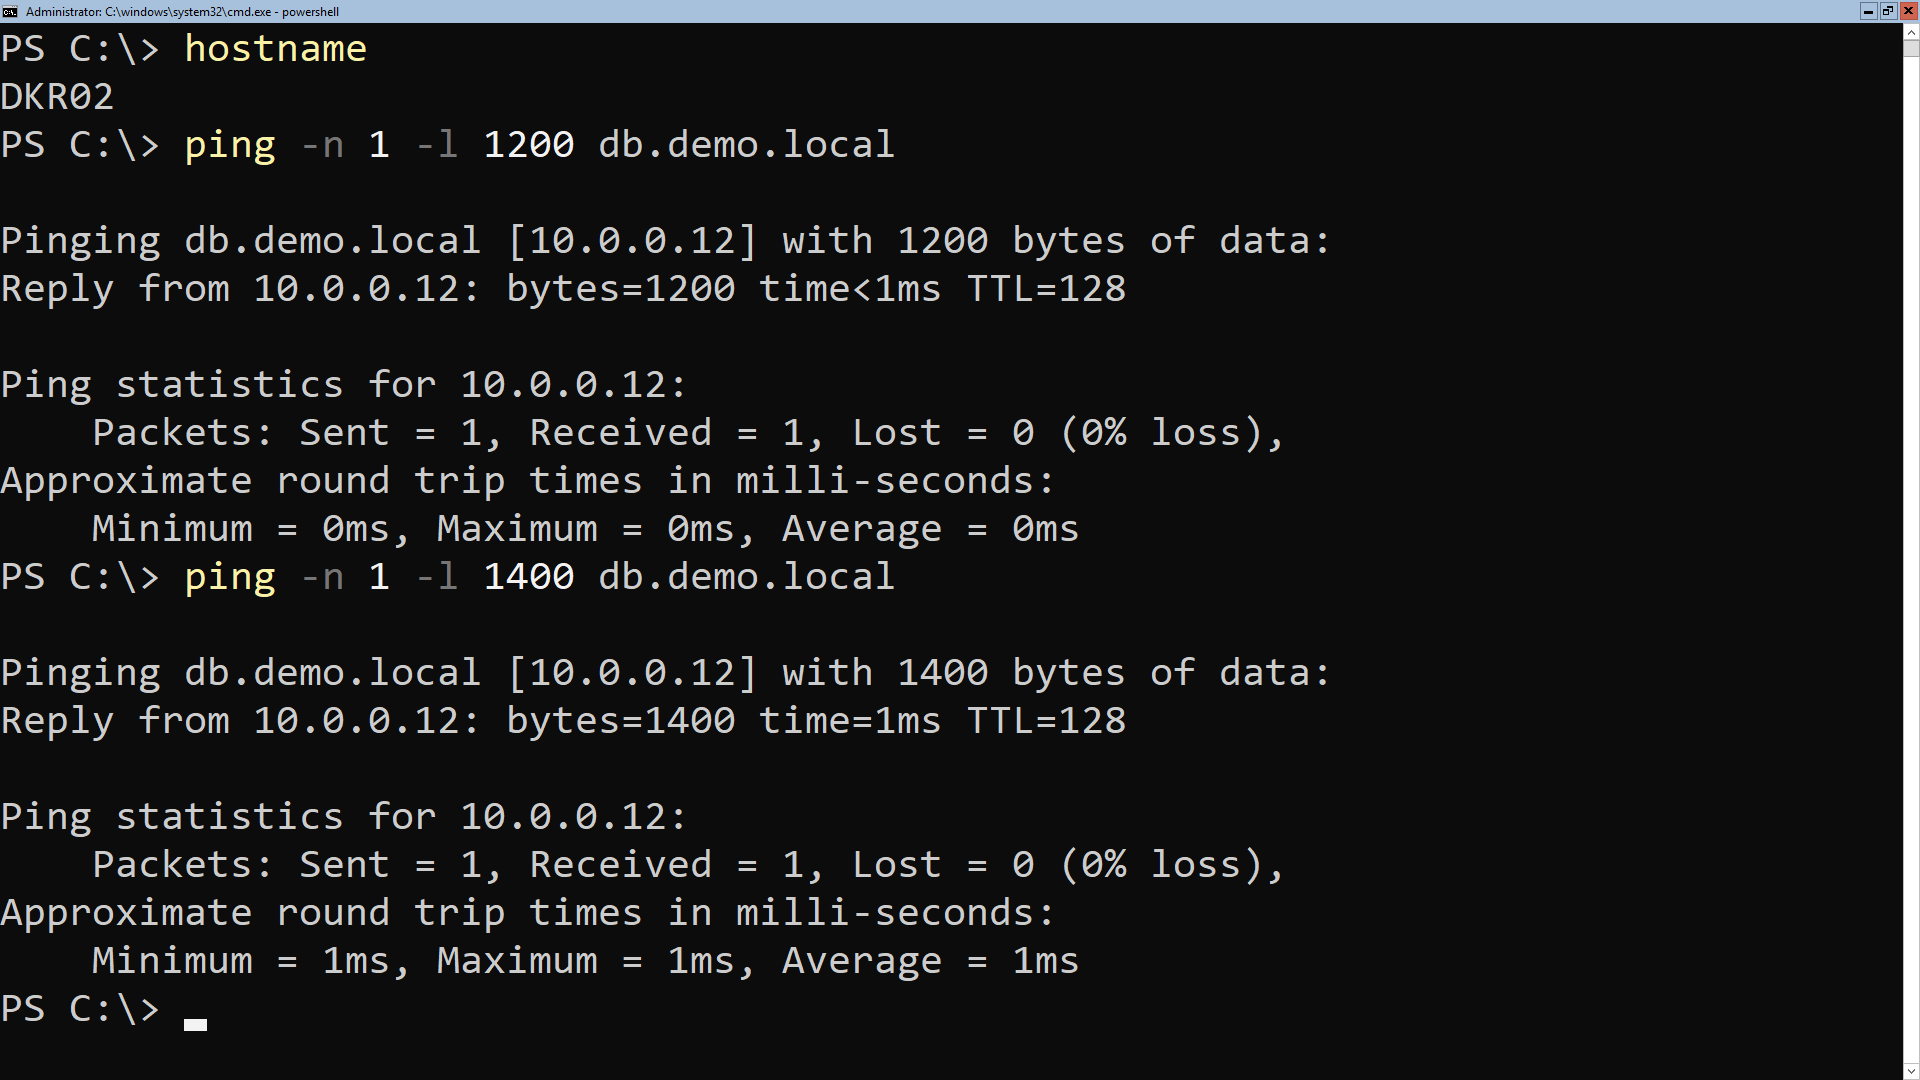 Administrator: C:\windows\system32\cmd.exe - powershell
PS C:\> hostname
DKR02
PS C:\> ping -n 1 -l 1200 db.demo.local
Pinging db.demo.local [10.0.0.12] with 1200 bytes of data:
Reply from 10.0.0.12: bytes=1200 time<1ms TTL=128
Ping statistics for 10.0.0.12:
    Packets: Sent = 1, Received = 1, Lost = 0 (0% loss),
Approximate round trip times in milli-seconds:
    Minimum = 0ms, Maximum = 0ms, Average = 0ms
PS C:\> ping -n 1 -l 1400 db.demo.local
Pinging db.demo.local [10.0.0.12] with 1400 bytes of data:
Reply from 10.0.0.12: bytes=1400 time=1ms TTL=128
Ping statistics for 10.0.0.12:
    Packets: Sent = 1, Received = 1, Lost = 0 (0% loss),
Approximate round trip times in milli-seconds:
    Minimum = 1ms, Maximum = 1ms, Average = 1ms
PS C:\>